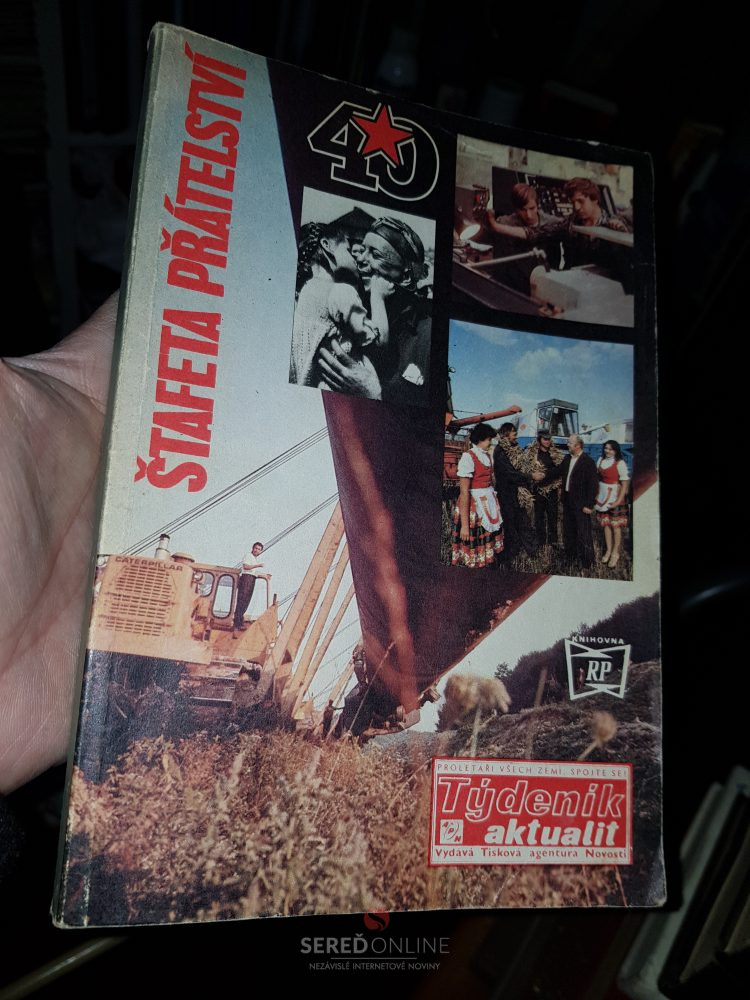 ŠTAFETA PŘÁTELSTVÍ
40
CATERPILLAR
KNIHOVNA
RP
PROLETÁŘI VŠECH ZEMÍ, SPOJTE SE!
Týdeník
APN
aktualit
Vydává Tisková agentura Novosti
SEREĎONLINE
NEZÁVISLÉ INTERNETOVÉ NOVINY